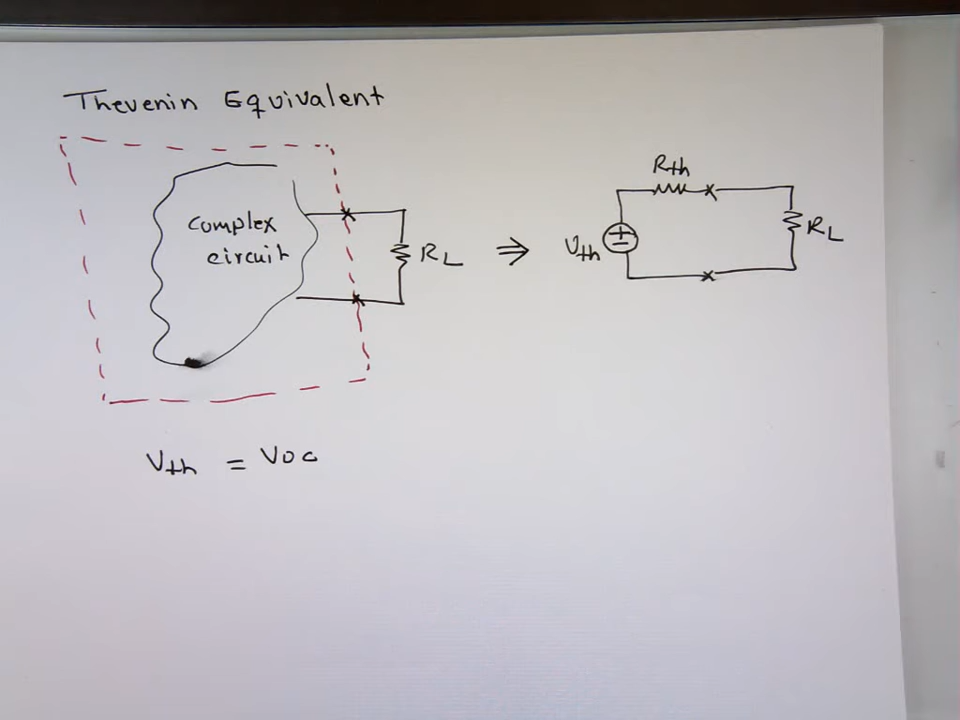 Thevenin Equivalent
complex
circuit
RL
⇒
Rth
Vth
+
−
RL
Vth = Voc